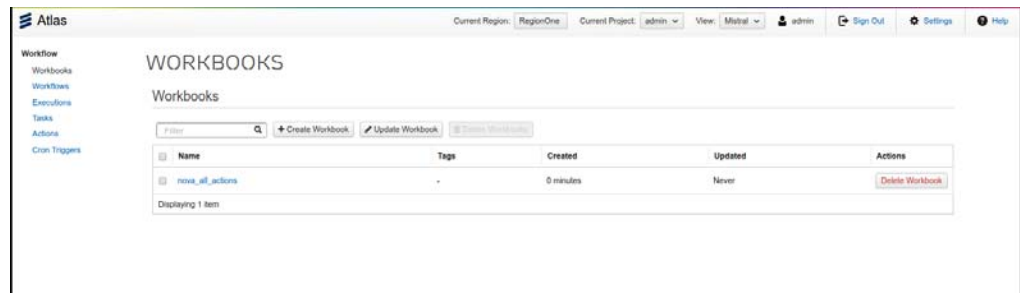 Atlas
Current Region: RegionOne Current Project: admin View: Mistral admin Sign Out Settings Help
Workflow
Workbooks
Workflows
Executions
Tasks
Actions
Cron Triggers
WORKBOOKS
Workbooks
Filter + Create Workbook Update Workbook Delete Workbooks
Name Tags Created Updated Actions
nova_all_actions - 0 minutes Never Delete Workbook
Displaying 1 item